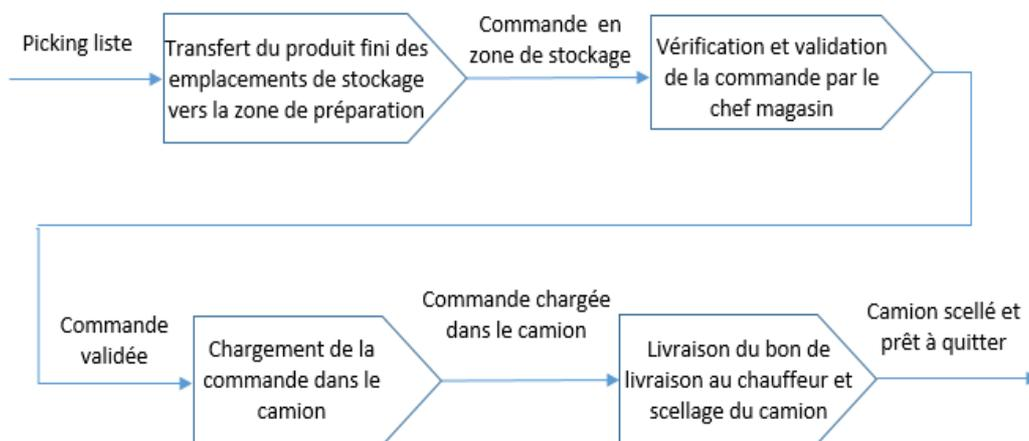 Picking liste
Transfert du produit fini des
emplacements de stockage
vers la zone de préparation
Commande en
zone de stockage
Vérification et validation
de la commande par le
chef magasin
Commande
validée
Chargement de la
commande dans le
camion
Commande chargée
dans le camion
Livraison du bon de
livraison au chauffeur et
scellage du camion
Camion scellé et
prêt à quitter